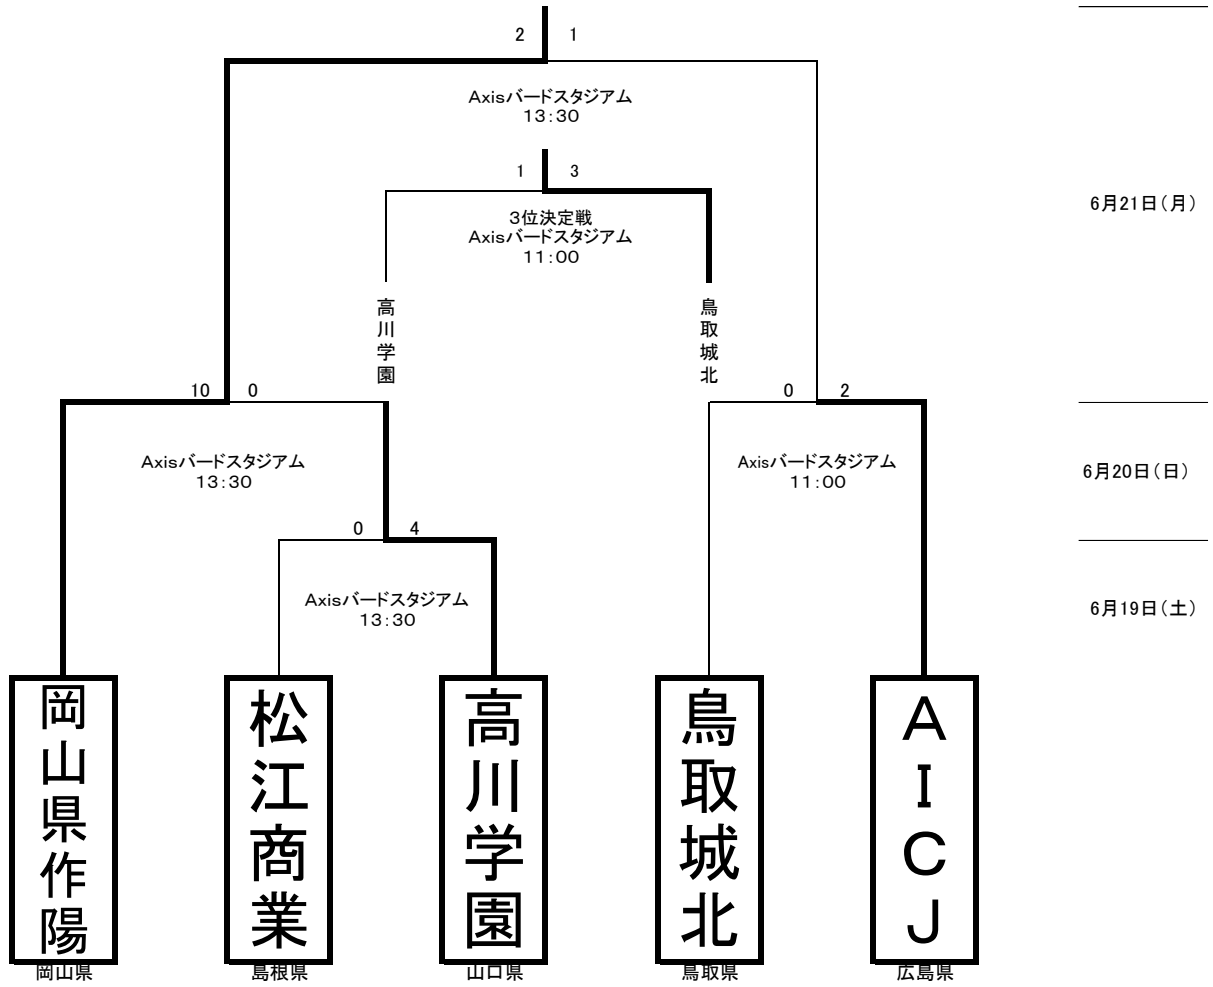 2 1
Axisバードスタジアム
13:30
1 3
6月21日(月)
3位決定戦
Axisバードスタジアム
11:00
高川学園
鳥取城北
10 0
0 2
Axisバードスタジアム
13:30
Axisバードスタジアム
11:00
6月20日(日)
0 4
Axisバードスタジアム
13:30
6月19日(土)
岡山県作陽
松江商業
高川学園
鳥取城北
AICJ
岡山県
島根県
山口県
鳥取県
広島県